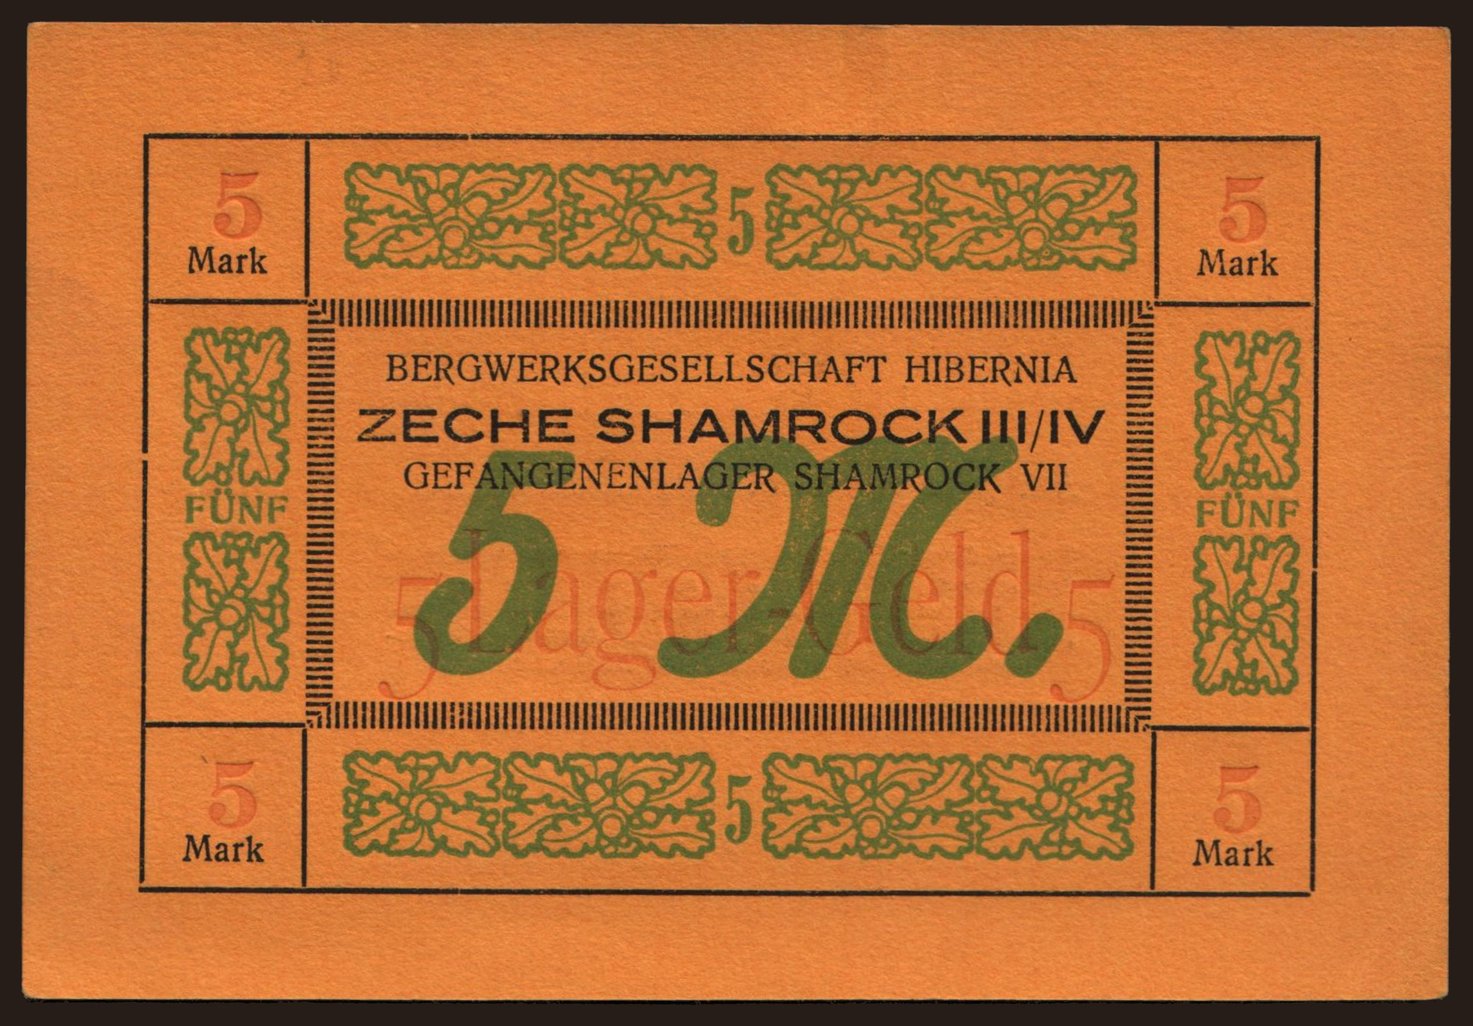 5 5 5
Mark Mark
BERGWERKSGESELLSCHAFT HIBERNIA
ZECHE SHAMROCK III/IV
GEFANGENENLAGER SHAMROCK VII
FÜNF FÜNF
5 M.
5 Lager-Geld 5
5 5 5
Mark Mark